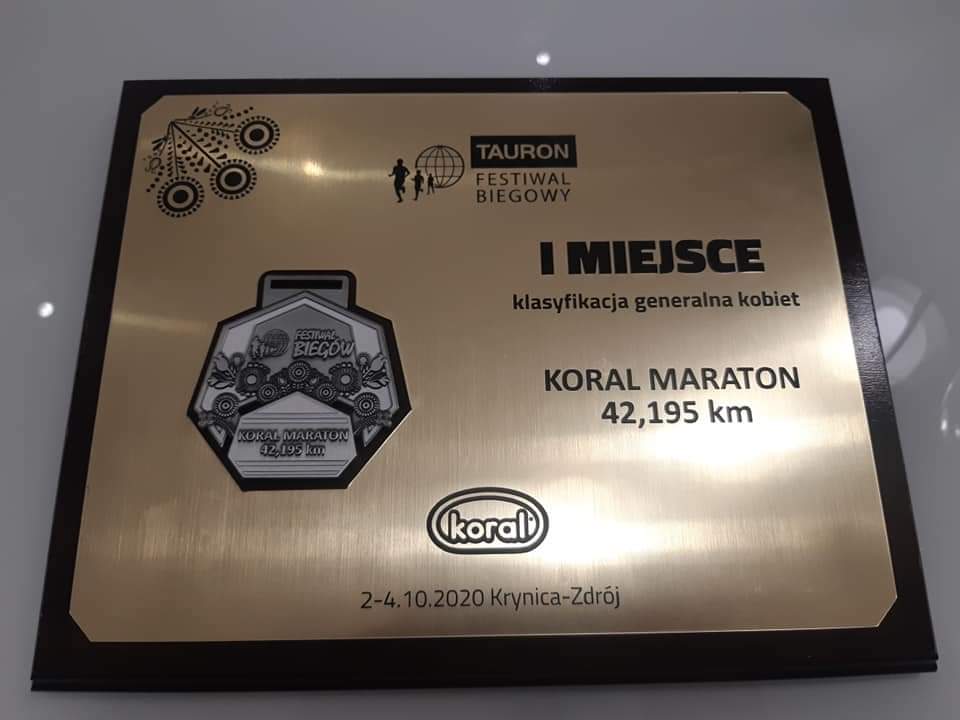 TAURON
FESTIWAL
BIEGOWY
I MIEJSCE
klasyfikacja generalna kobiet
FESTIWAL
BIEGÓW
KORAL MARATON
42,195 km
KORAL MARATON
42,195 km
koral
2-4.10.2020 Krynica-Zdrój